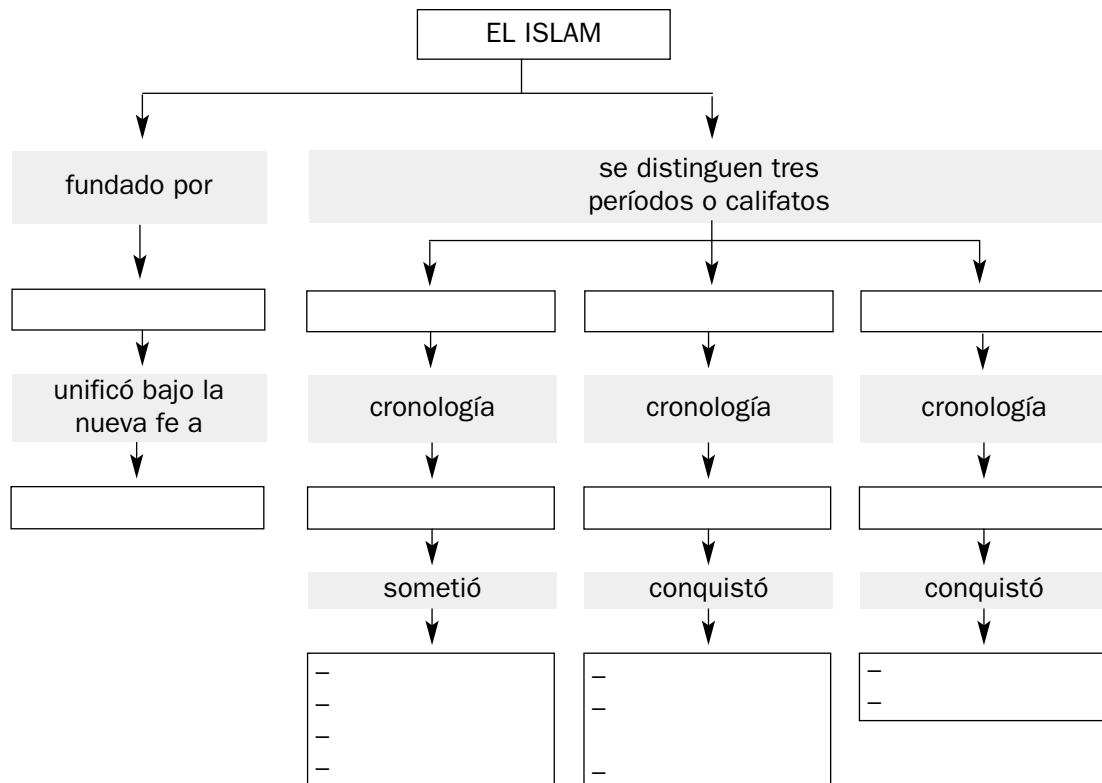 EL ISLAM
fundado por
se distinguen tres
períodos o califatos
unificó bajo la
nueva fe a
cronología
cronología
cronología
sometió
conquistó
conquistó
–
–
–
–
–
–
–
–
–